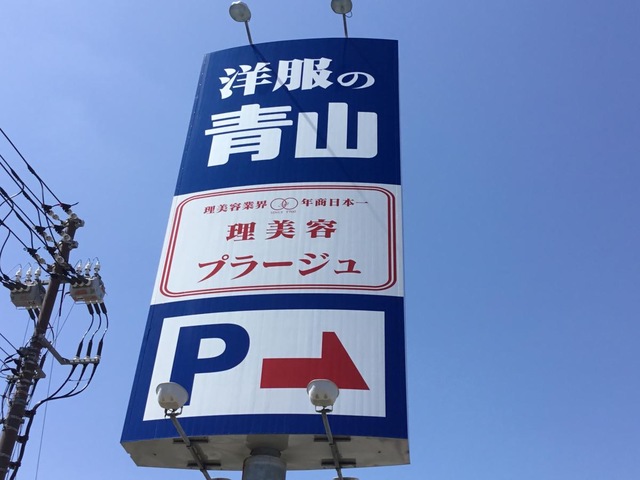 洋服の
青山
理美容業界 年商日本一
理美容
プラージュ
P